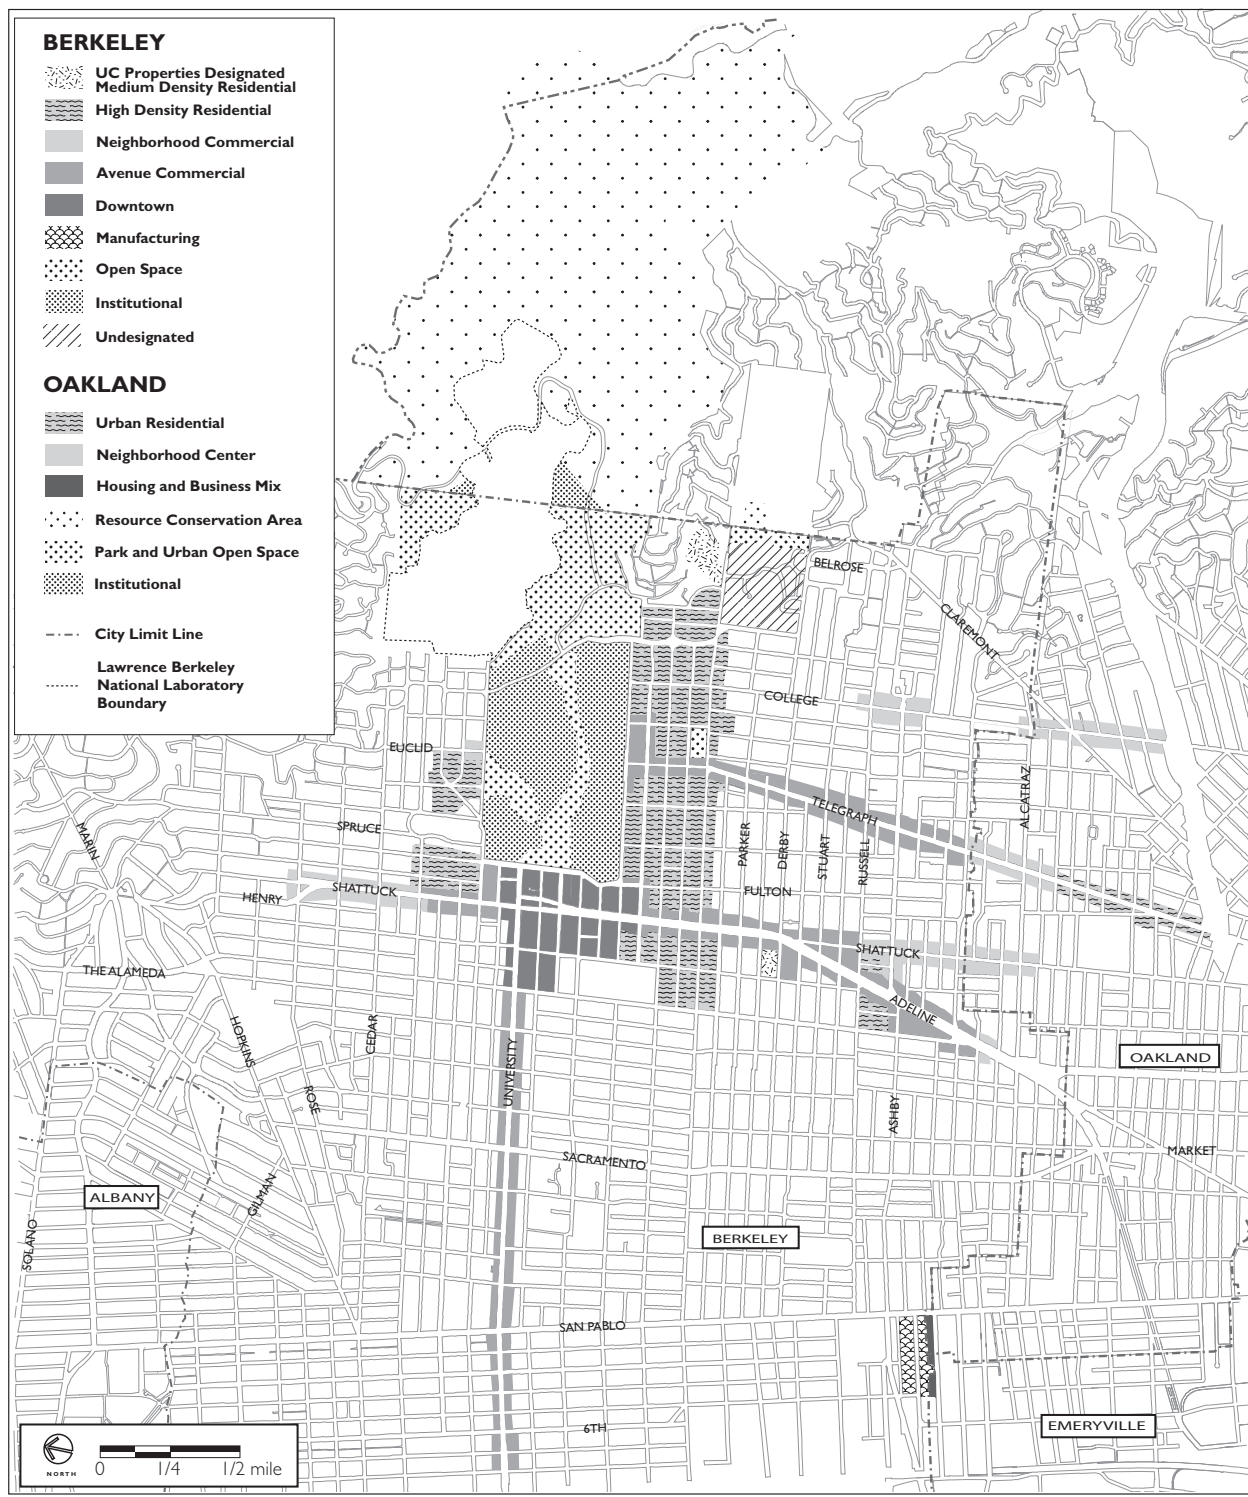 BERKELEY
UC Properties Designated
Medium Density Residential
High Density Residential
Neighborhood Commercial
Avenue Commercial
Downtown
Manufacturing
Open Space
Institutional
Undesignated
OAKLAND
Urban Residential
Neighborhood Center
Housing and Business Mix
Resource Conservation Area
Park and Urban Open Space
Institutional
City Limit Line
Lawrence Berkeley
National Laboratory
Boundary
BELROSE
CLAREMONT
COLLEGE
EUCLID
ALCATRAZ
TELEGRAPH
MARIN
SPRUCE
PARKER
DERBY
STUART
RUSSELL
HENRY
SHATTUCK
FULTON
SHATTUCK
THE ALAMEDA
ADELINE
HOPKINS
CEDAR
UNIVERSITY
OAKLAND
ROSE
ASHBY
SACRAMENTO
MARKET
ALBANY
GILMAN
SOLANO
BERKELEY
SAN PABLO
6TH
EMERYVILLE
NORTH
0 1/4 1/2 mile